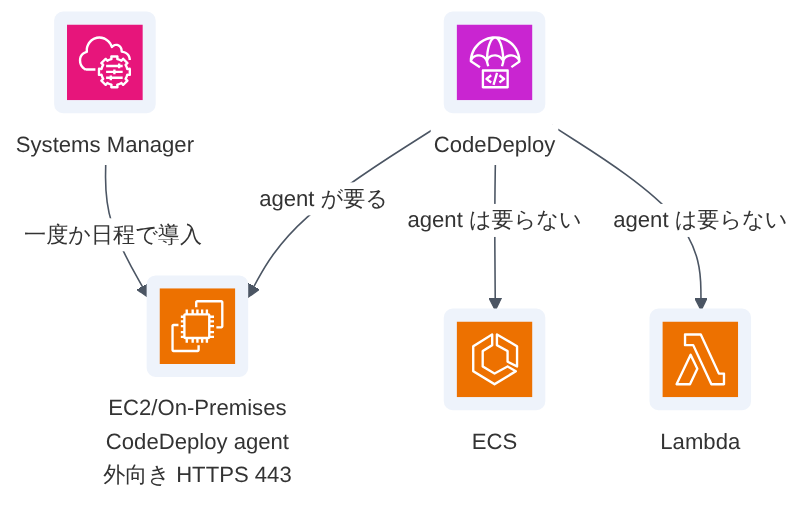 Systems Manager
CodeDeploy
agent が要る
一度か日程で導入
agent は要らない
agent は要らない
EC2/On-Premises
CodeDeploy agent
外向き HTTPS 443
ECS
Lambda